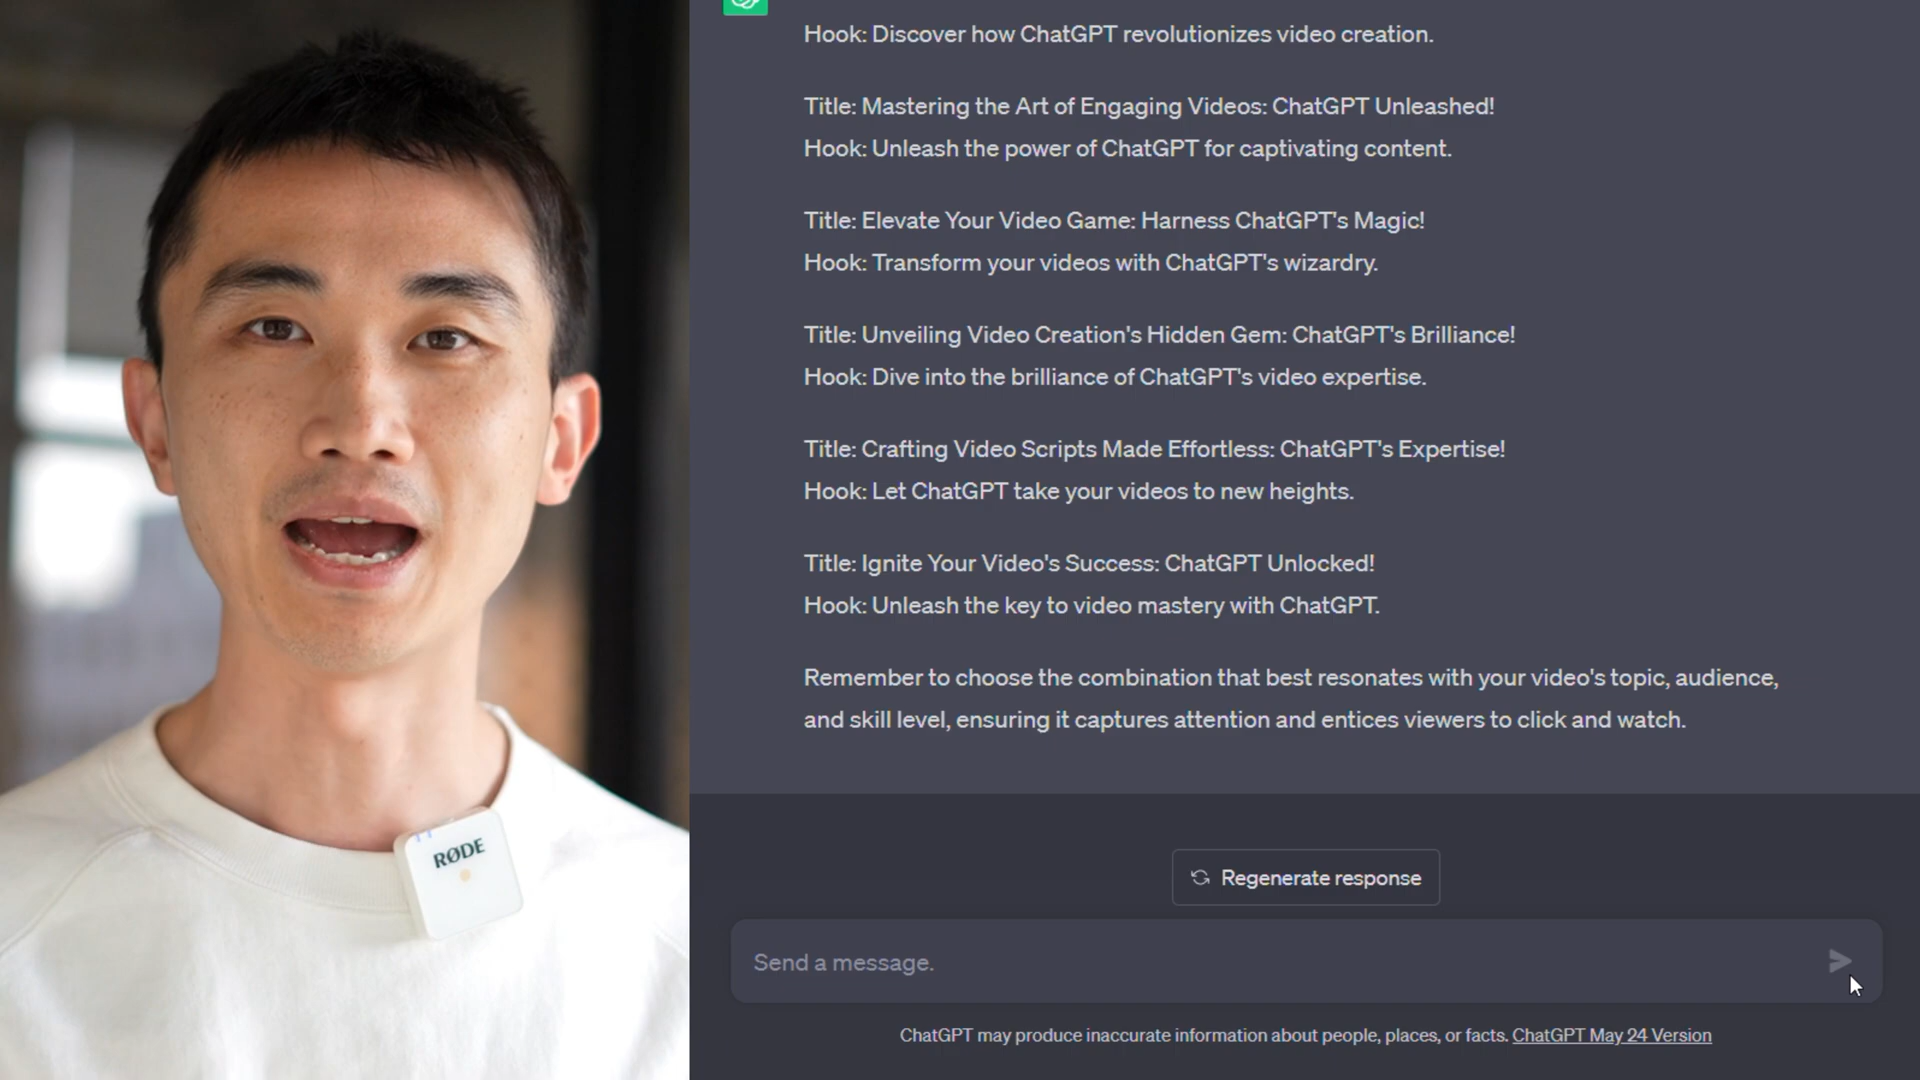 Hook: Discover how ChatGPT revolutionizes video creation.
Title: Mastering the Art of Engaging Videos: ChatGPT Unleashed!
Hook: Unleash the power of ChatGPT for captivating content.
Title: Elevate Your Video Game: Harness ChatGPT's Magic!
Hook: Transform your videos with ChatGPT's wizardry.
Title: Unveiling Video Creation's Hidden Gem: ChatGPT's Brilliance!
Hook: Dive into the brilliance of ChatGPT's video expertise.
Title: Crafting Video Scripts Made Effortless: ChatGPT's Expertise!
Hook: Let ChatGPT take your videos to new heights.
Title: Ignite Your Video's Success: ChatGPT Unlocked!
Hook: Unleash the key to video mastery with ChatGPT.
Remember to choose the combination that best resonates with your video's topic, audience,
and skill level, ensuring it captures attention and entices viewers to click and watch.
RØDE
Regenerate response
Send a message.
ChatGPT may produce inaccurate information about people, places, or facts. ChatGPT May 24 Version